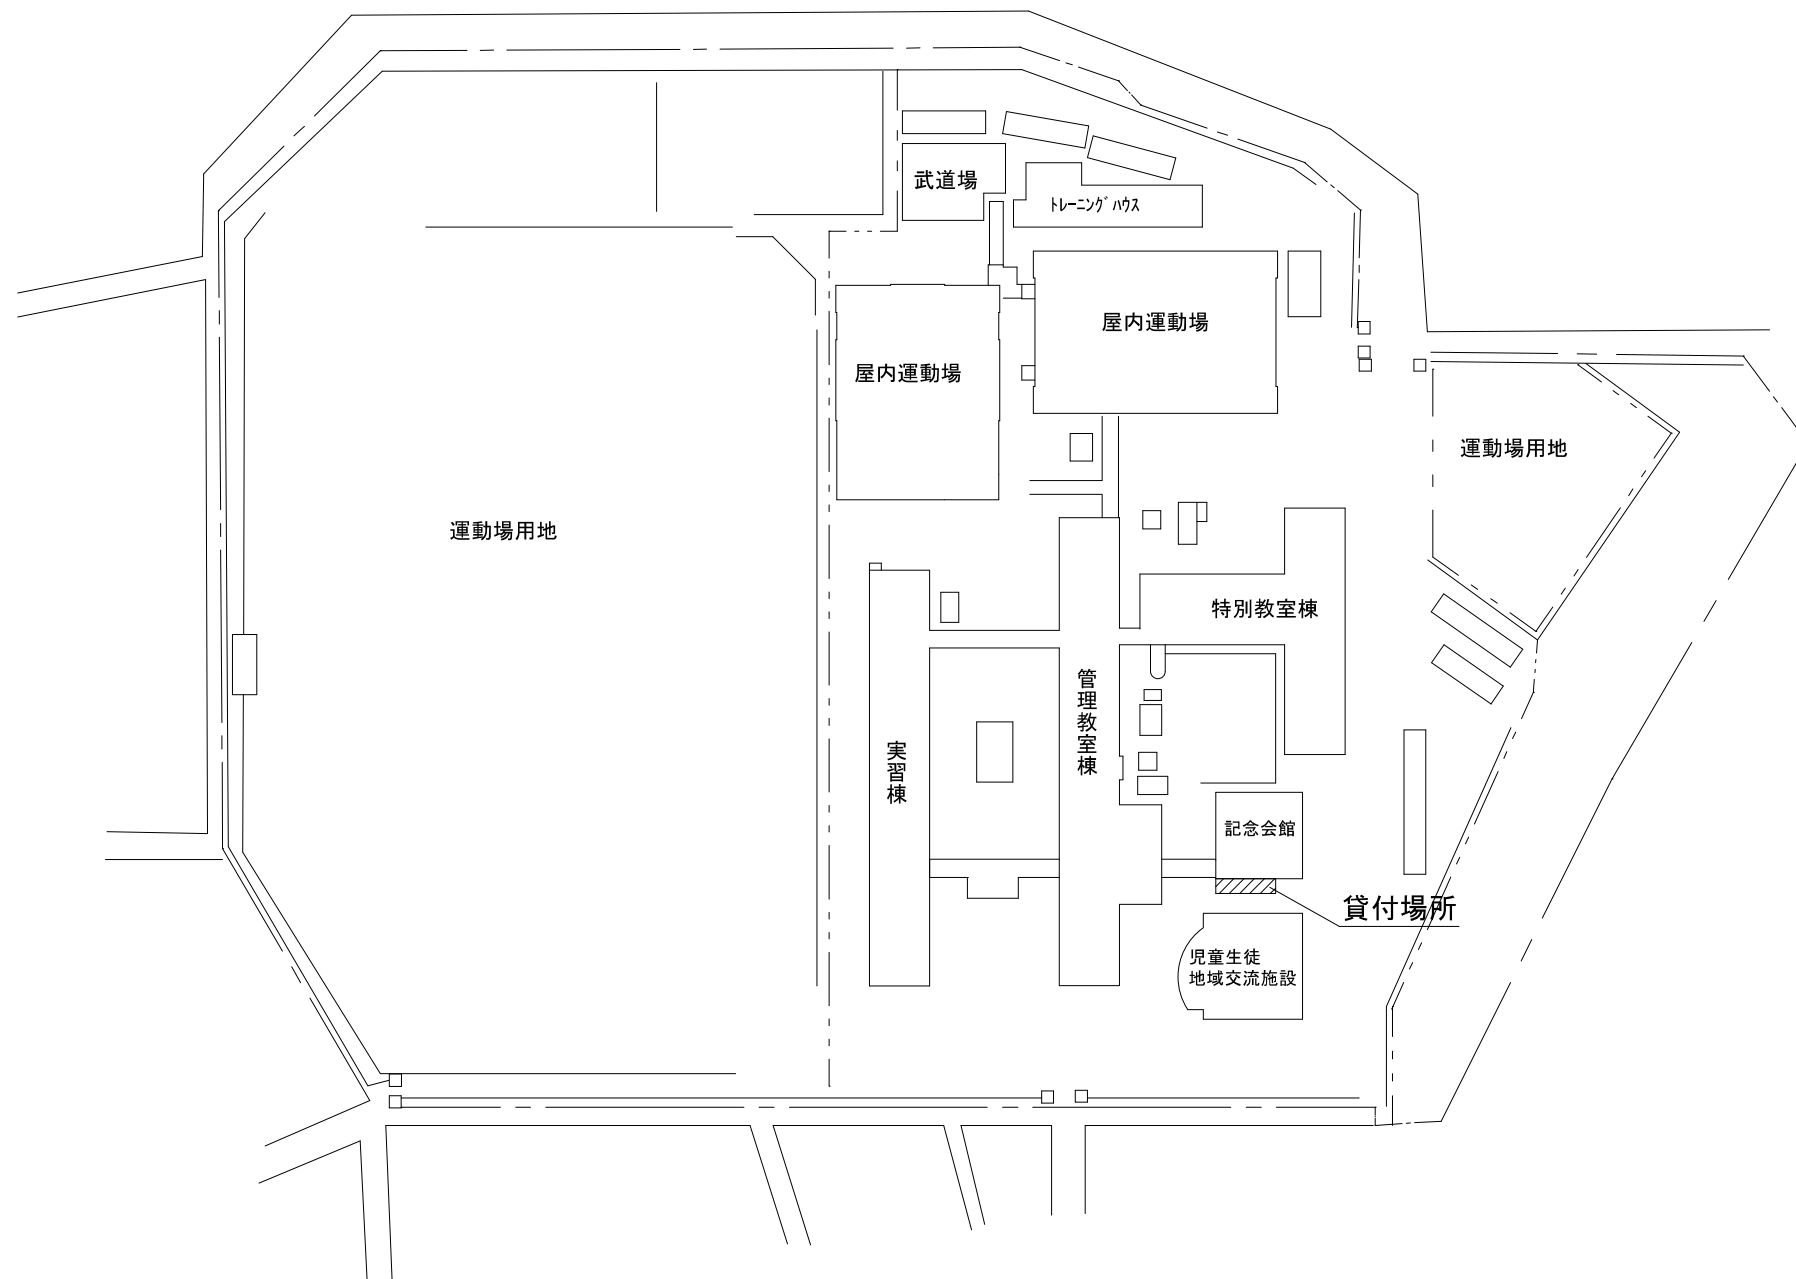 武道場
トレーニングハウス
屋内運動場
屋内運動場
運動場用地
運動場用地
特別教室棟
管理教室棟
実習棟
記念会館
貸付場所
児童生徒
地域交流施設